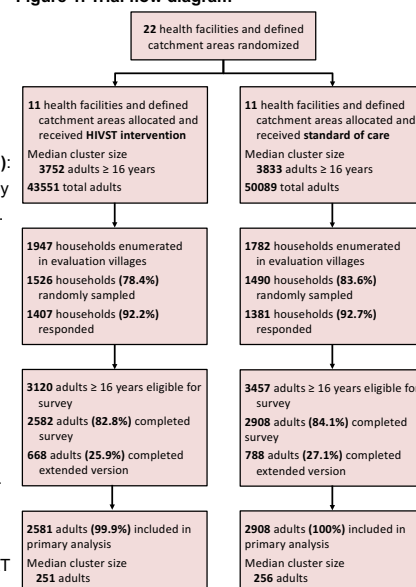 22 health facilities and defined
catchment areas randomized
11 health facilities and defined
catchment areas allocated and
received HIVST intervention
Median cluster size
3752 adults ≥ 16 years
43551 total adults
11 health facilities and defined
catchment areas allocated and
received standard of care
Median cluster size
3833 adults ≥ 16 years
50089 total adults
):
y
1947 households enumerated
in evaluation villages
1526 households (78.4%)
randomly sampled
1407 households (92.2%)
responded
1782 households enumerated
in evaluation villages
1490 households (83.6%)
randomly sampled
1381 households (92.7%)
responded
3120 adults ≥ 16 years eligible for
survey
2582 adults (82.8%) completed
survey
668 adults (25.9%) completed
extended version
3457 adults ≥ 16 years eligible for
survey
2908 adults (84.1%) completed
survey
788 adults (27.1%) completed
extended version
2581 adults (99.9%) included in
primary analysis
Median cluster size
251 adults
2908 adults (100%) included in
primary analysis
Median cluster size
256 adults
T